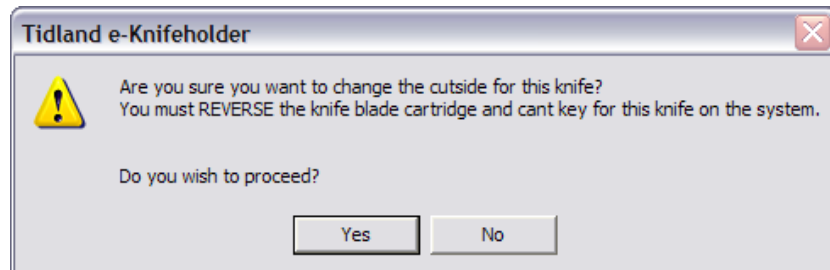 Tidland e-Knifeholder
Are you sure you want to change the cutside for this knife?
You must REVERSE the knife blade cartridge and cant key for this knife on the system.
Do you wish to proceed?
Yes No